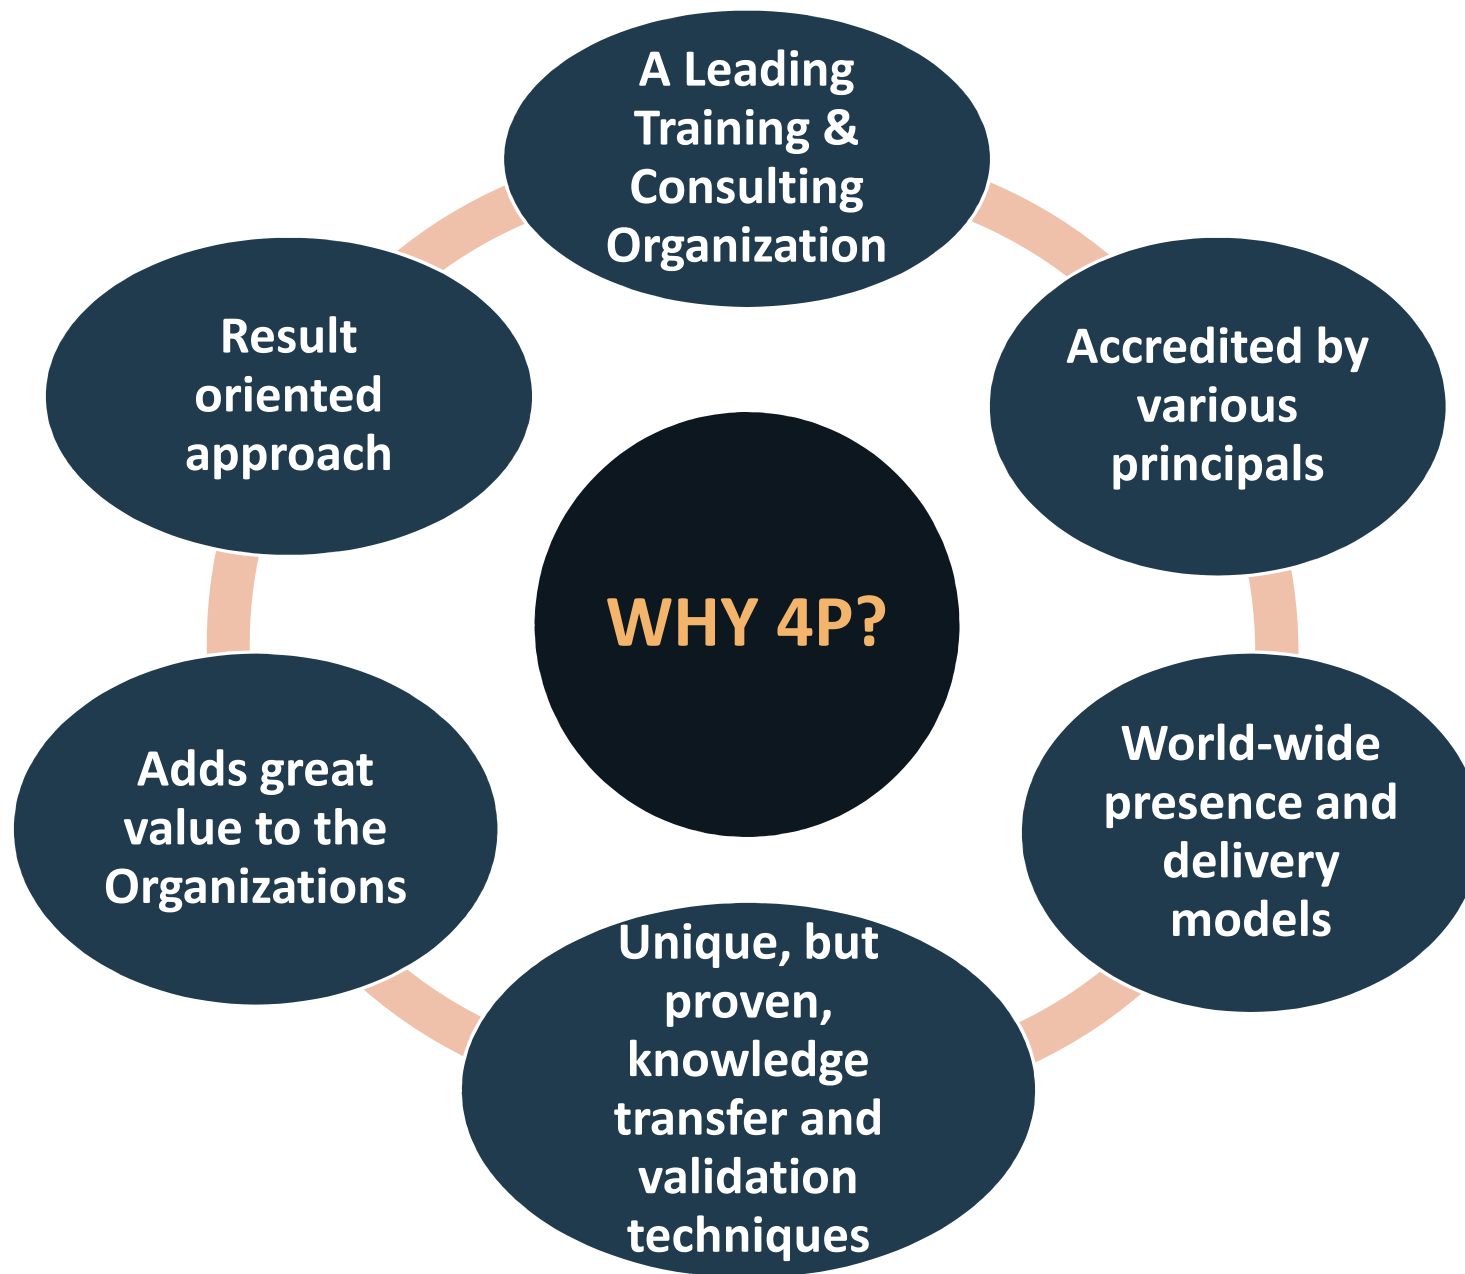 A Leading
Training &
Consulting
Organization
Accredited by
various
principals
World-wide
presence and
delivery
models
Unique, but
proven,
knowledge
transfer and
validation
techniques
Adds great
value to the
Organizations
Result
oriented
approach
WHY 4P?